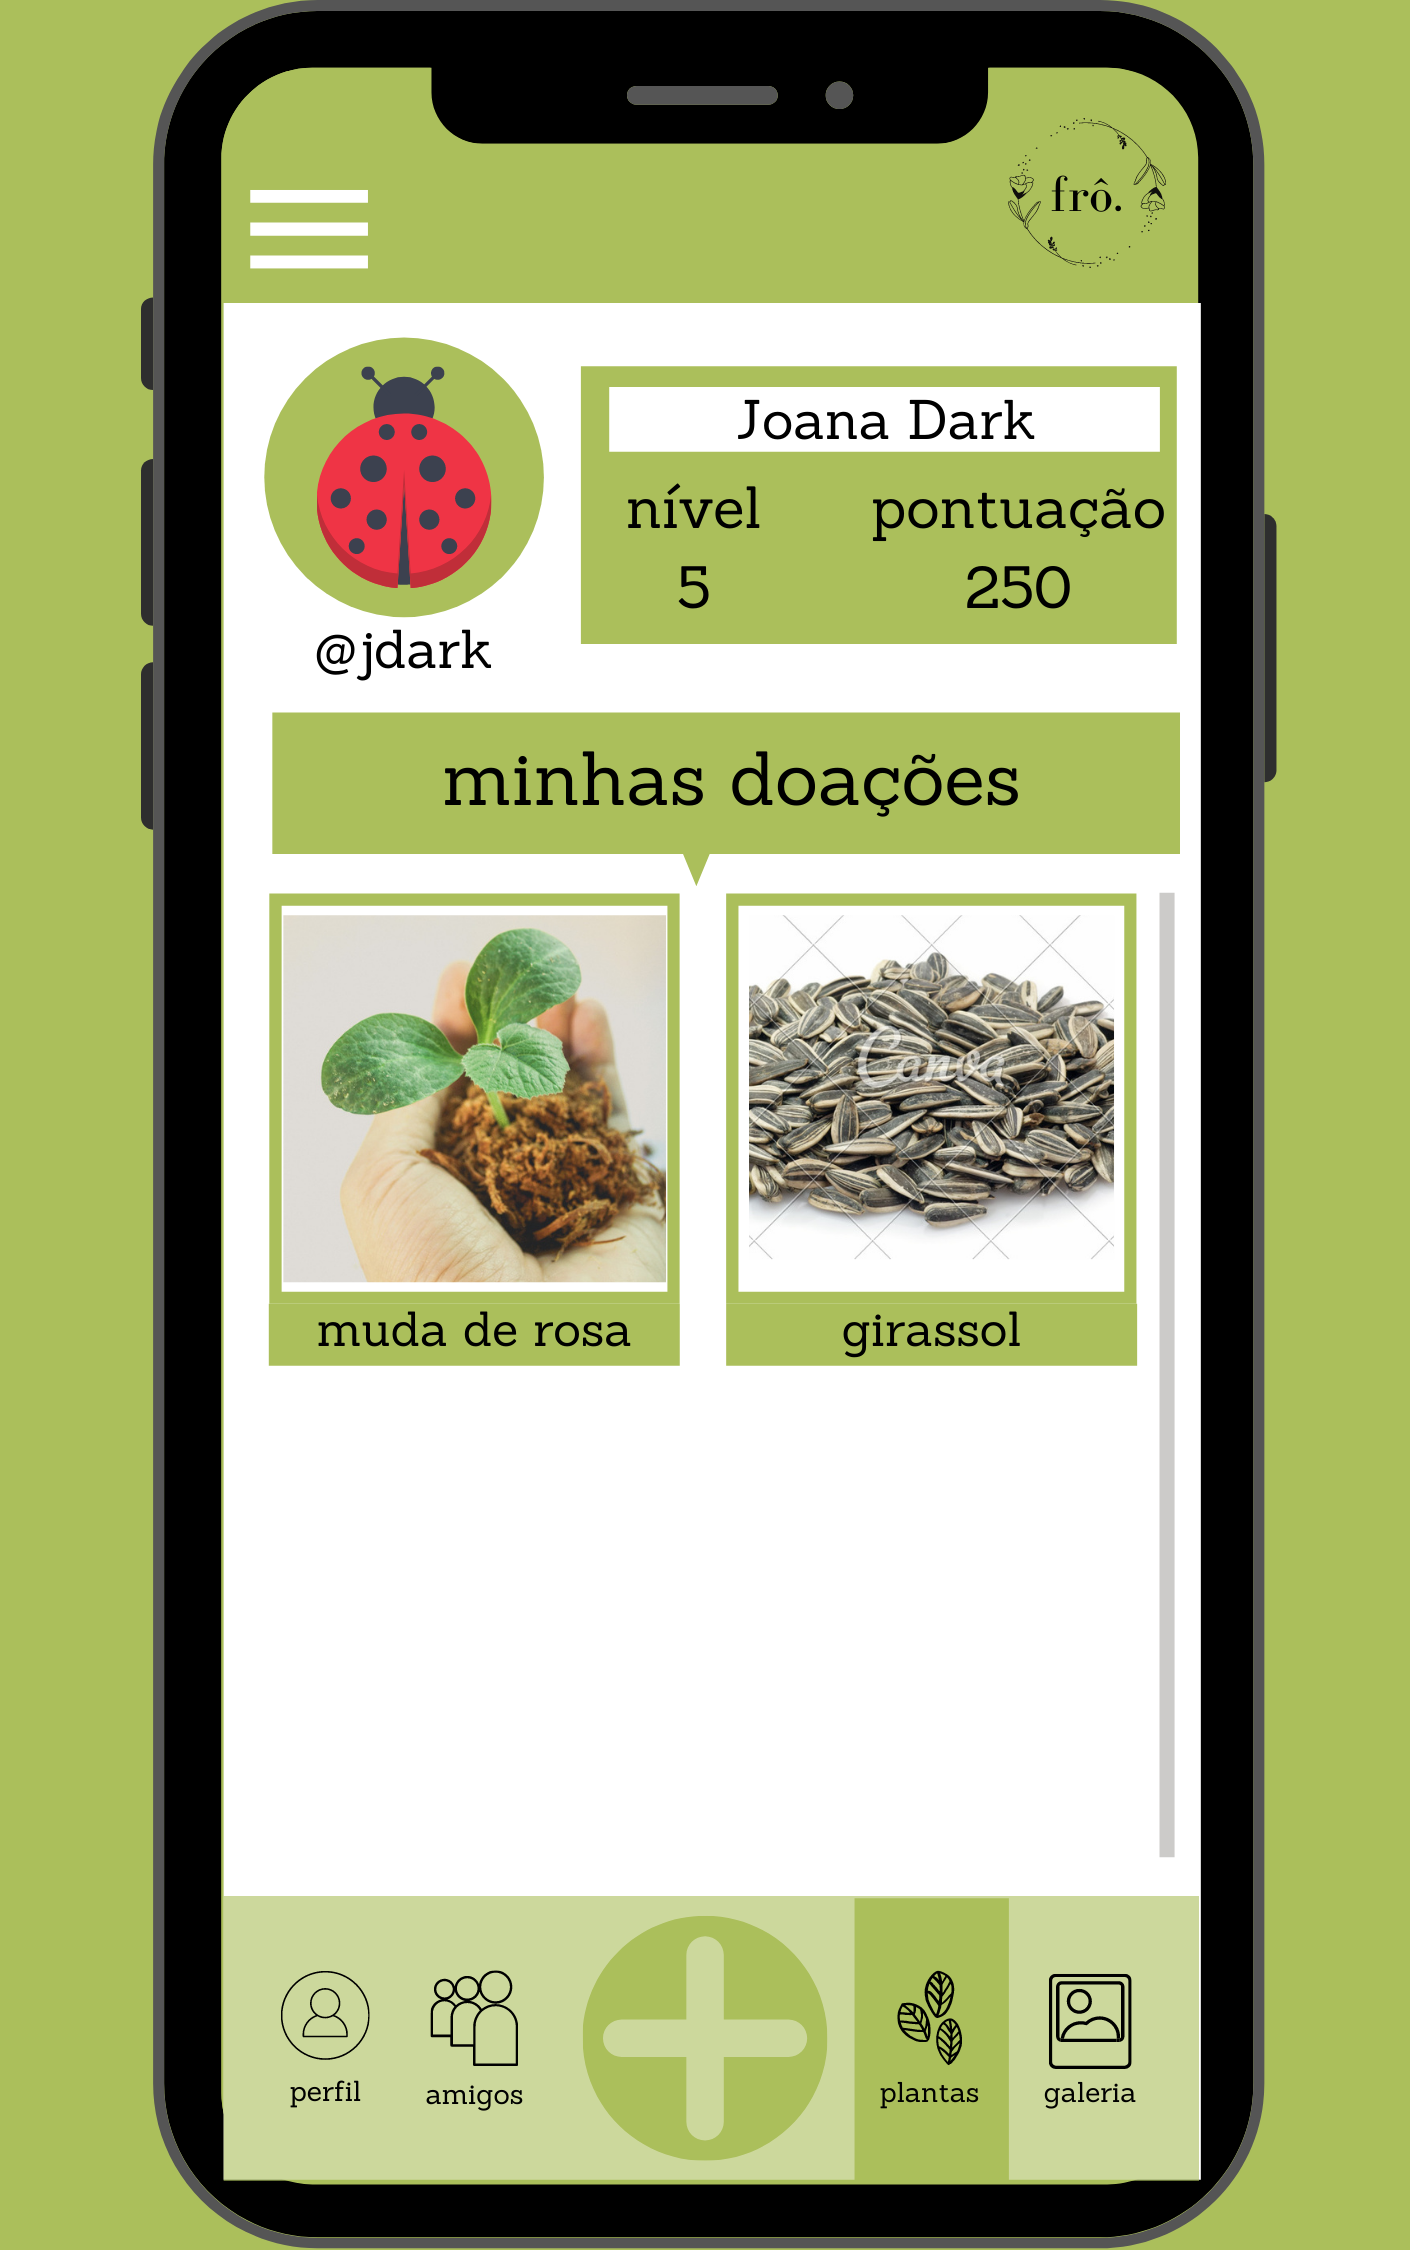 frô.
Joana Dark
nível
pontuação
5
250
@jdark
minhas doações
Canva
muda de rosa
girassol
perfil
amigos
plantas
galeria